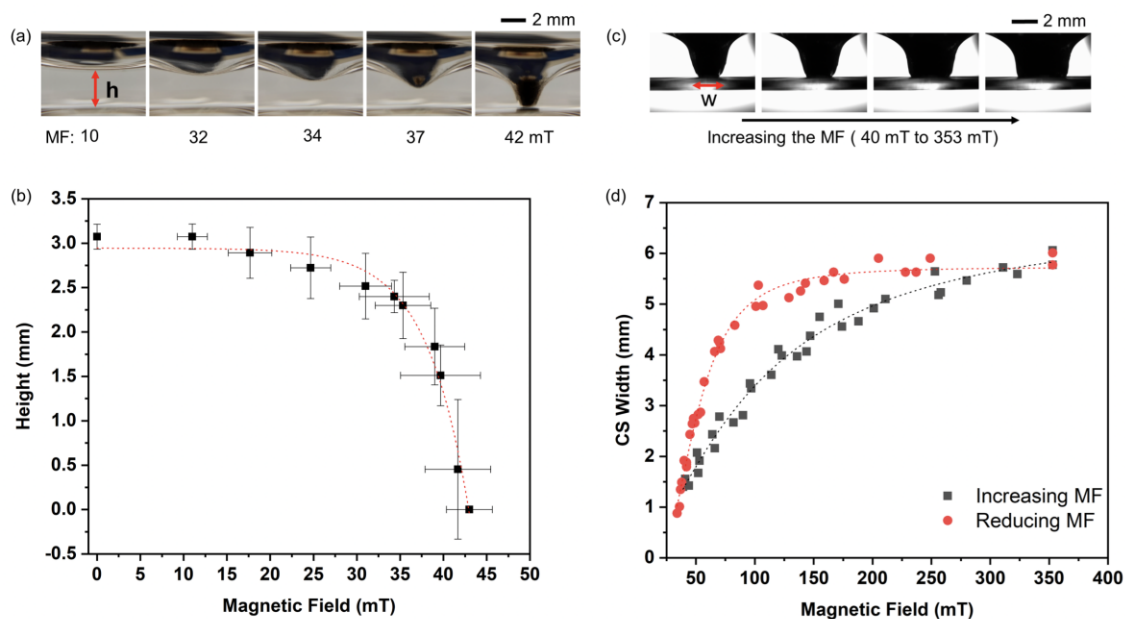 (a)
2 mm
h
MF: 10 32 34 37 42 mT
(c)
2 mm
w
Increasing the MF ( 40 mT to 353 mT)
(b)
3.5
3.0
2.5
2.0
1.5
1.0
0.5
0.0
-0.5
Height (mm)
0 5 10 15 20 25 30 35 40 45 50
Magnetic Field (mT)
(d)
7
6
5
4
3
2
1
0
CS Width (mm)
Increasing MF
Reducing MF
50 100 150 200 250 300 350 400
Magnetic Field (mT)